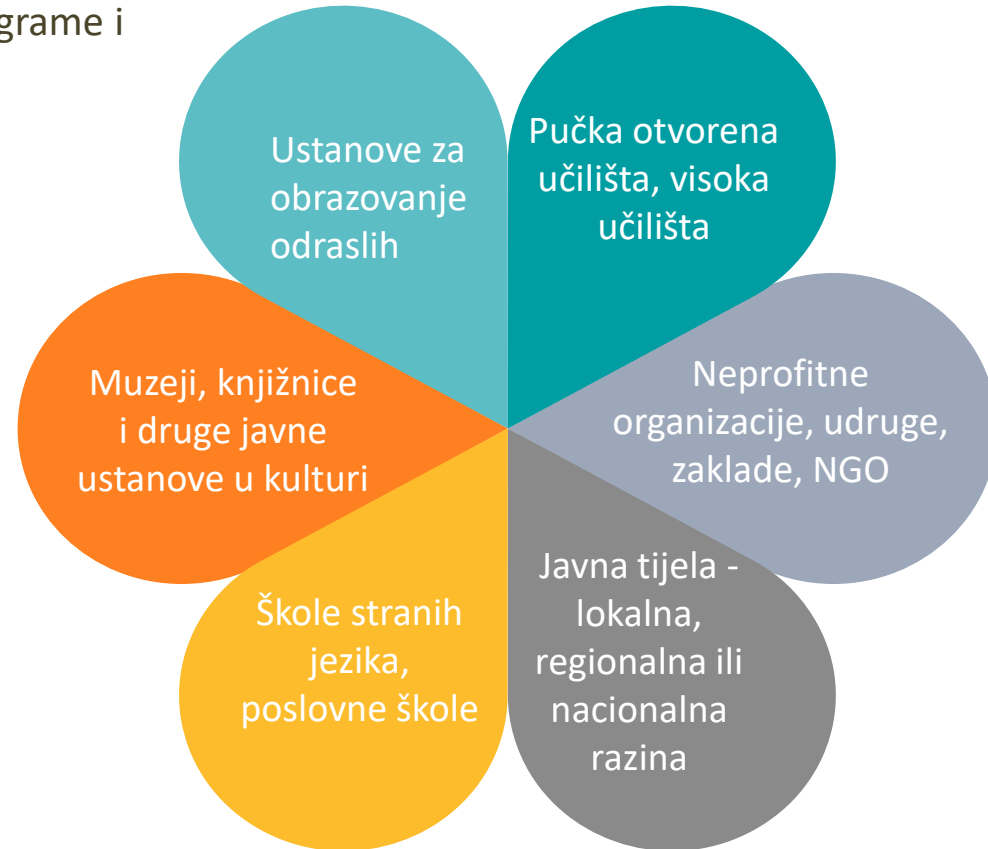 grame i
Ustanove za
obrazovanje
odraslih
Pučka otvorena
učilišta, visoka
učilišta
Muzeji, knjižnice
i druge javne
ustanove u kulturi
Neprofitne
organizacije, udruge,
zaklade, NGO
Škole stranih
jezika,
poslovne škole
Javna tijela -
lokalna,
regionalna ili
nacionalna
razina